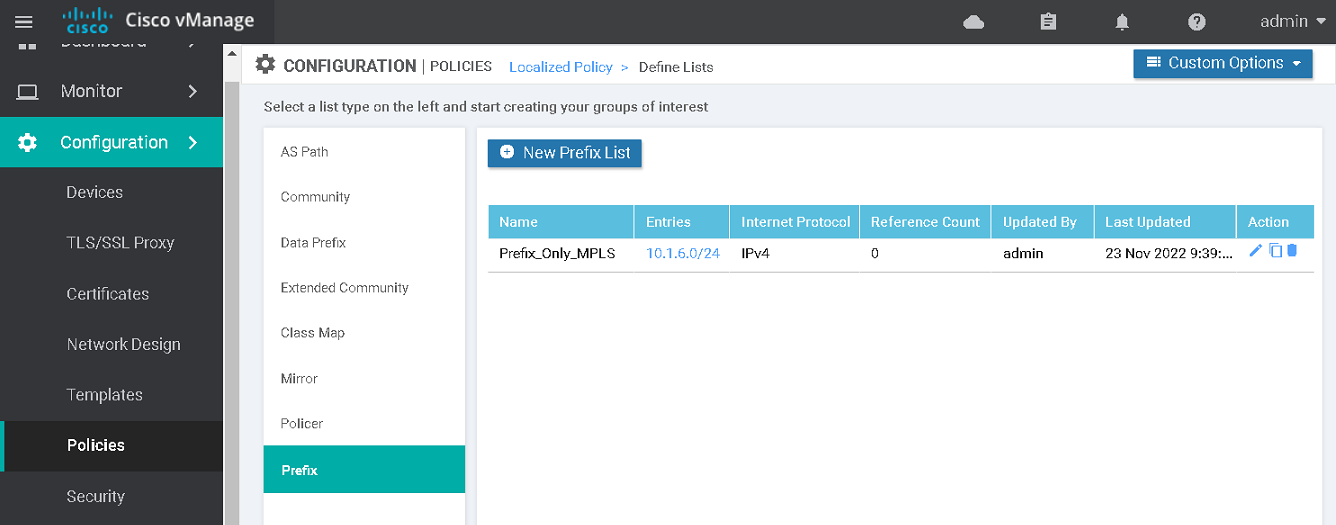 cisco Cisco vManage admin
Dashboard
Monitor
Configuration
Devices
TLS/SSL Proxy
Certificates
Network Design
Templates
Policies
Security
CONFIGURATION | POLICIES Localized Policy > Define Lists
Custom Options
Select a list type on the left and start creating your groups of interest
AS Path
Community
Data Prefix
Extended Community
Class Map
Mirror
Policer
Prefix
New Prefix List
Name Entries Internet Protocol Reference Count Updated By Last Updated Action
Prefix_Only_MPLS 10.1.6.0/24 IPv4 0 admin 23 Nov 2022 9:39:...